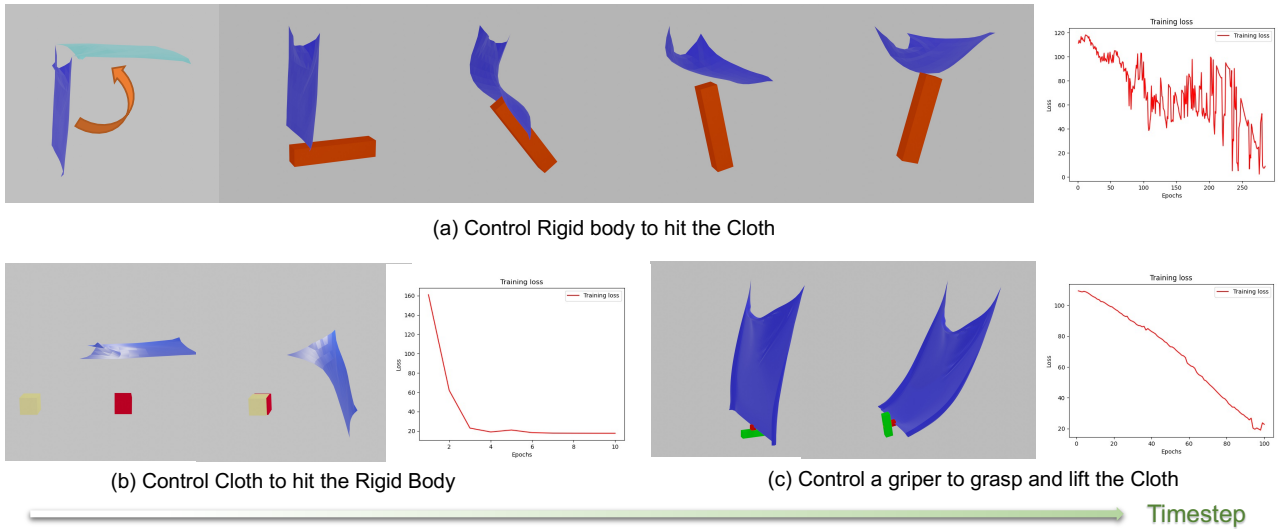 Training loss
Training loss
120
100
80
60
40
20
0
Loss
0 50 100 150 200 250
Epochs
(a) Control Rigid body to hit the Cloth
Training loss
Training loss
160
140
120
100
80
60
40
20
Loss
2 4 6 8 10
Epochs
(b) Control Cloth to hit the Rigid Body
Training loss
Training loss
100
80
60
40
20
Loss
0 20 40 60 80 100
Epochs
(c) Control a griper to grasp and lift the Cloth
Timestep